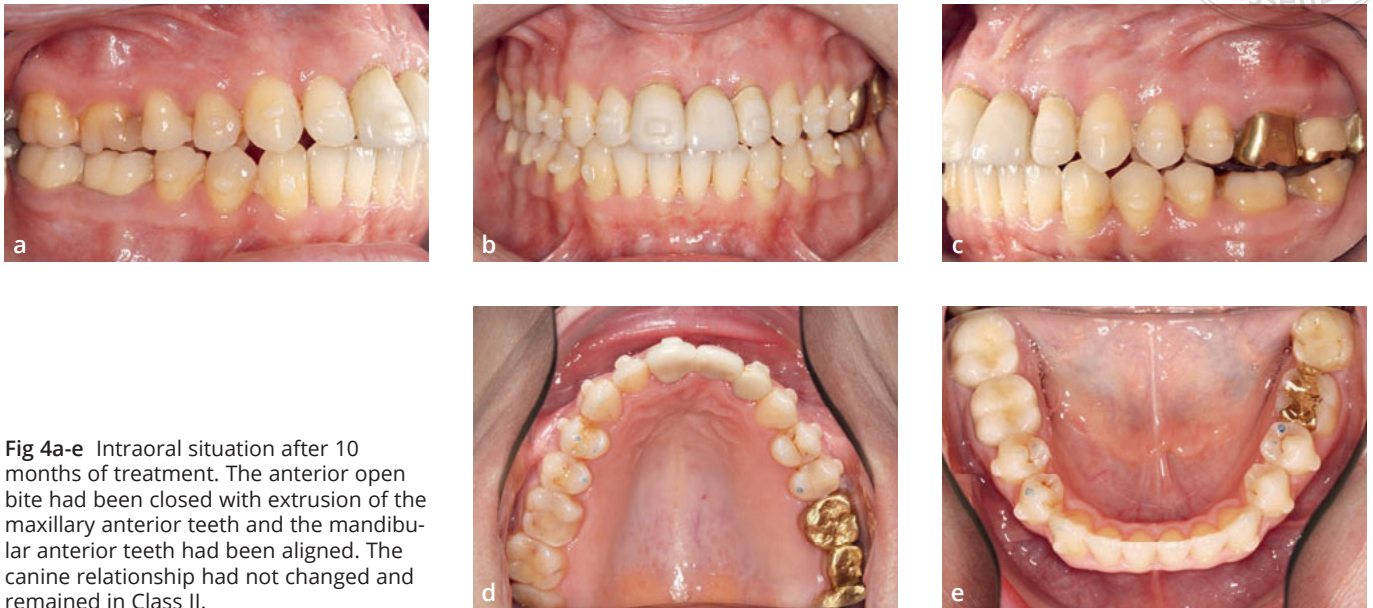 a
b
c
Fig 4a-e Intraoral situation after 10
months of treatment. The anterior open
bite had been closed with extrusion of the
maxillary anterior teeth and the mandibu-
lar anterior teeth had been aligned. The
canine relationship had not changed and
remained in Class II.
d
e